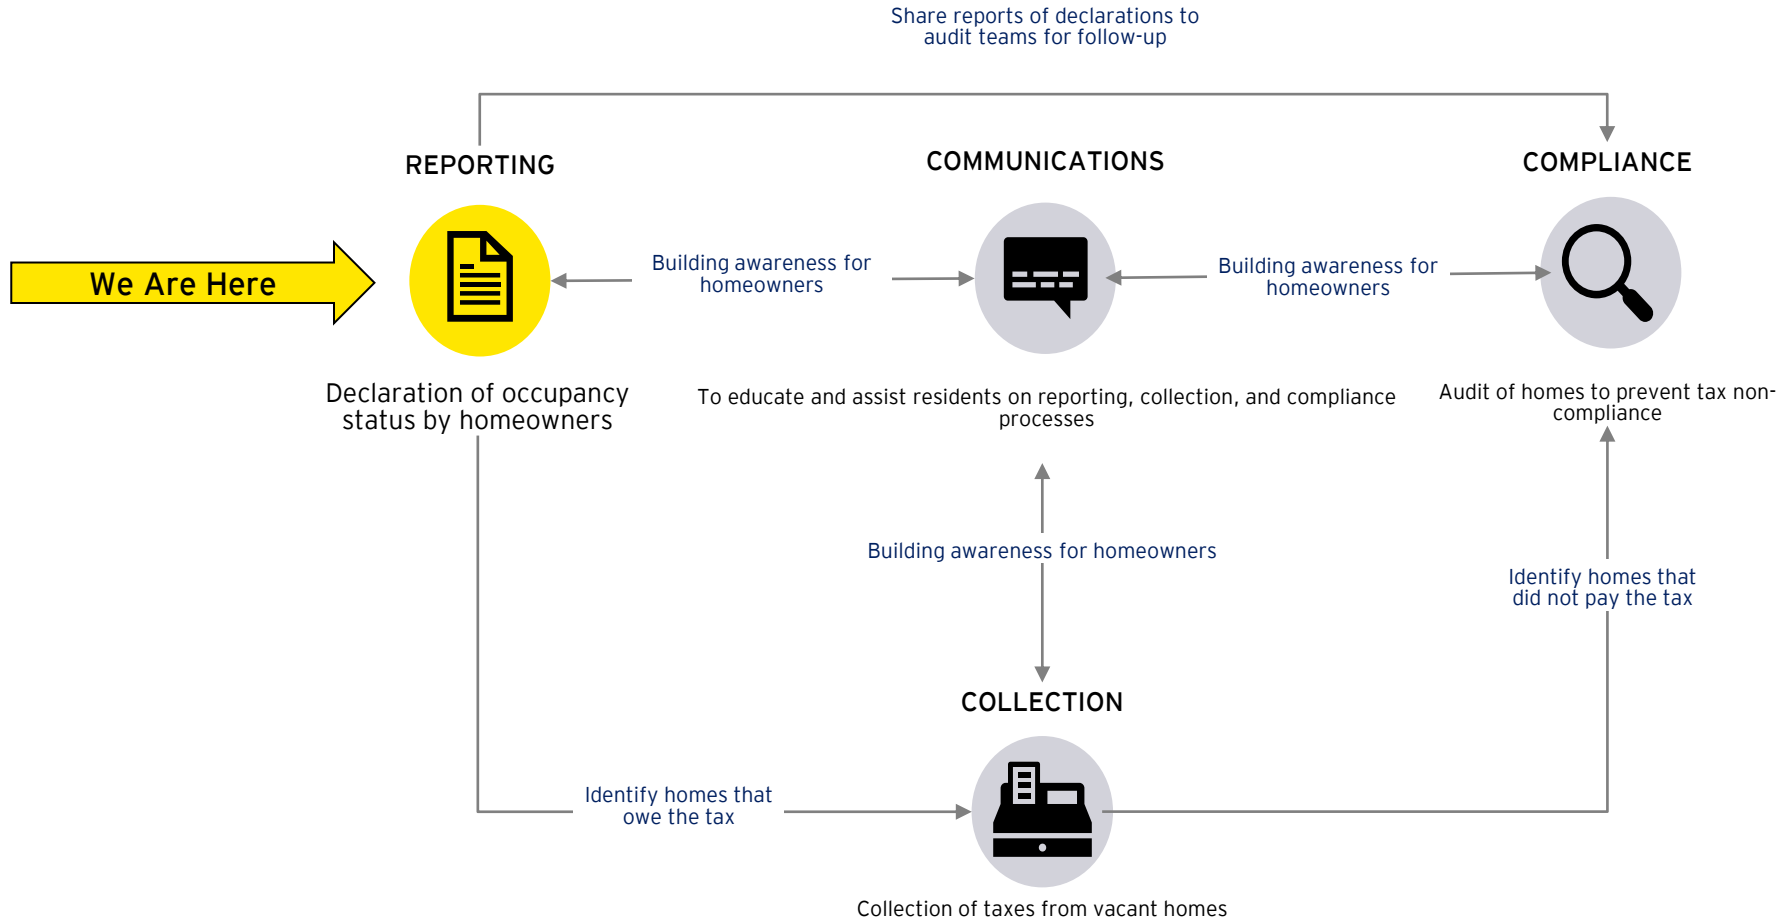 Share reports of declarations to
audit teams for follow-up
REPORTING
COMMUNICATIONS
COMPLIANCE
We Are Here
Building awareness for
homeowners
Building awareness for
homeowners
Declaration of occupancy
status by homeowners
To educate and assist residents on reporting, collection, and compliance
processes
Audit of homes to prevent tax non-
compliance
Building awareness for homeowners
Identify homes that
did not pay the tax
COLLECTION
Identify homes that
owe the tax
Collection of taxes from vacant homes